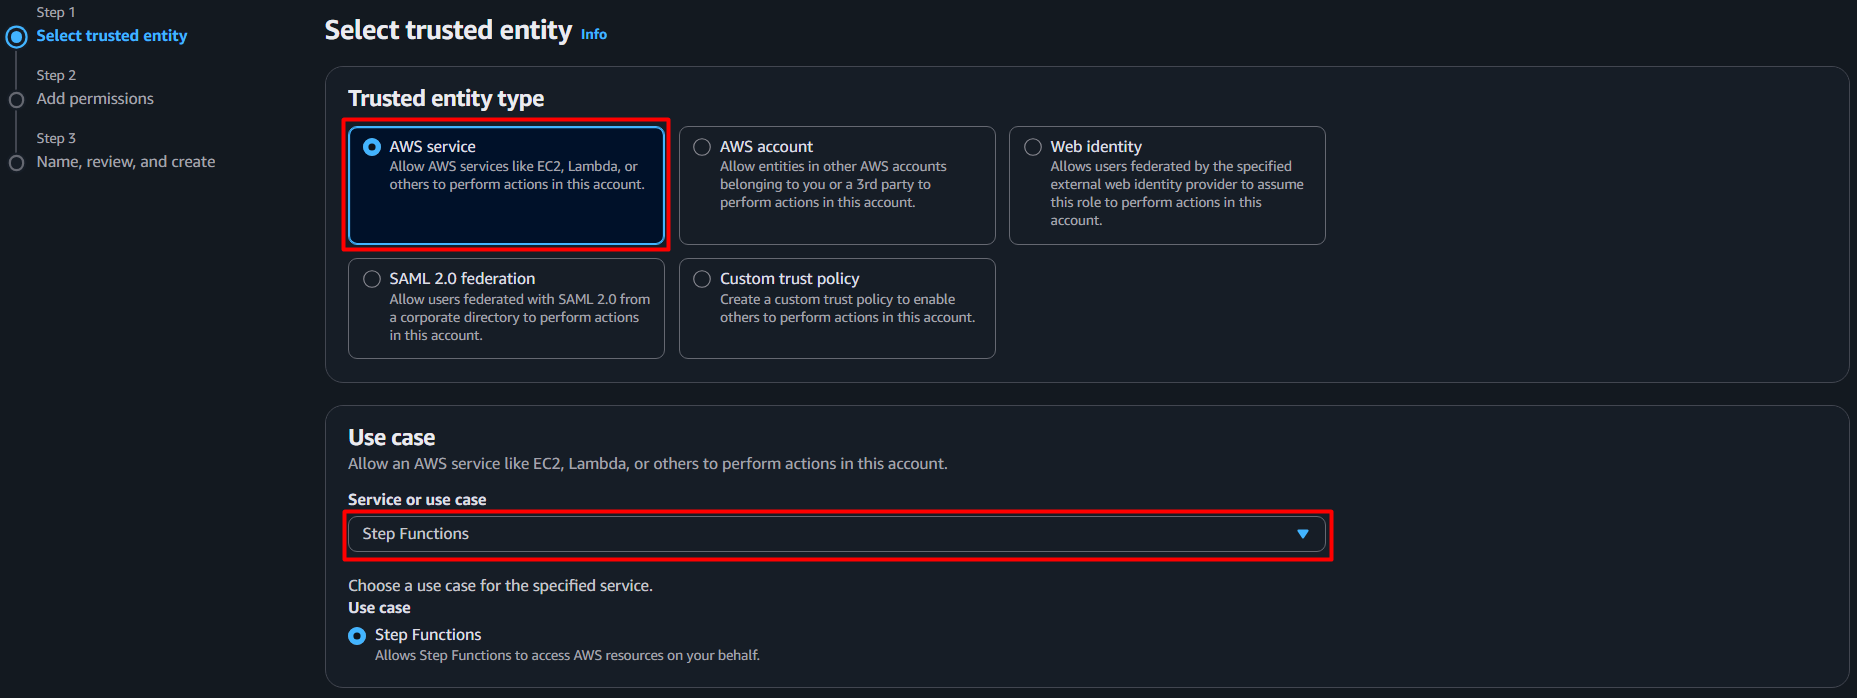 Step 1
Select trusted entity
Step 2
Add permissions
Step 3
Name, review, and create
Select trusted entity Info
Trusted entity type
AWS service
Allow AWS services like EC2, Lambda, or
others to perform actions in this account.
AWS account
Allow entities in other AWS accounts
belonging to you or a 3rd party to
perform actions in this account.
Web identity
Allows users federated by the specified
external web identity provider to assume
this role to perform actions in this
account.
SAML 2.0 federation
Allow users federated with SAML 2.0 from
a corporate directory to perform actions
in this account.
Custom trust policy
Create a custom trust policy to enable
others to perform actions in this account.
Use case
Allow an AWS service like EC2, Lambda, or others to perform actions in this account.
Service or use case
Step Functions
Choose a use case for the specified service.
Use case
Step Functions
Allows Step Functions to access AWS resources on your behalf.